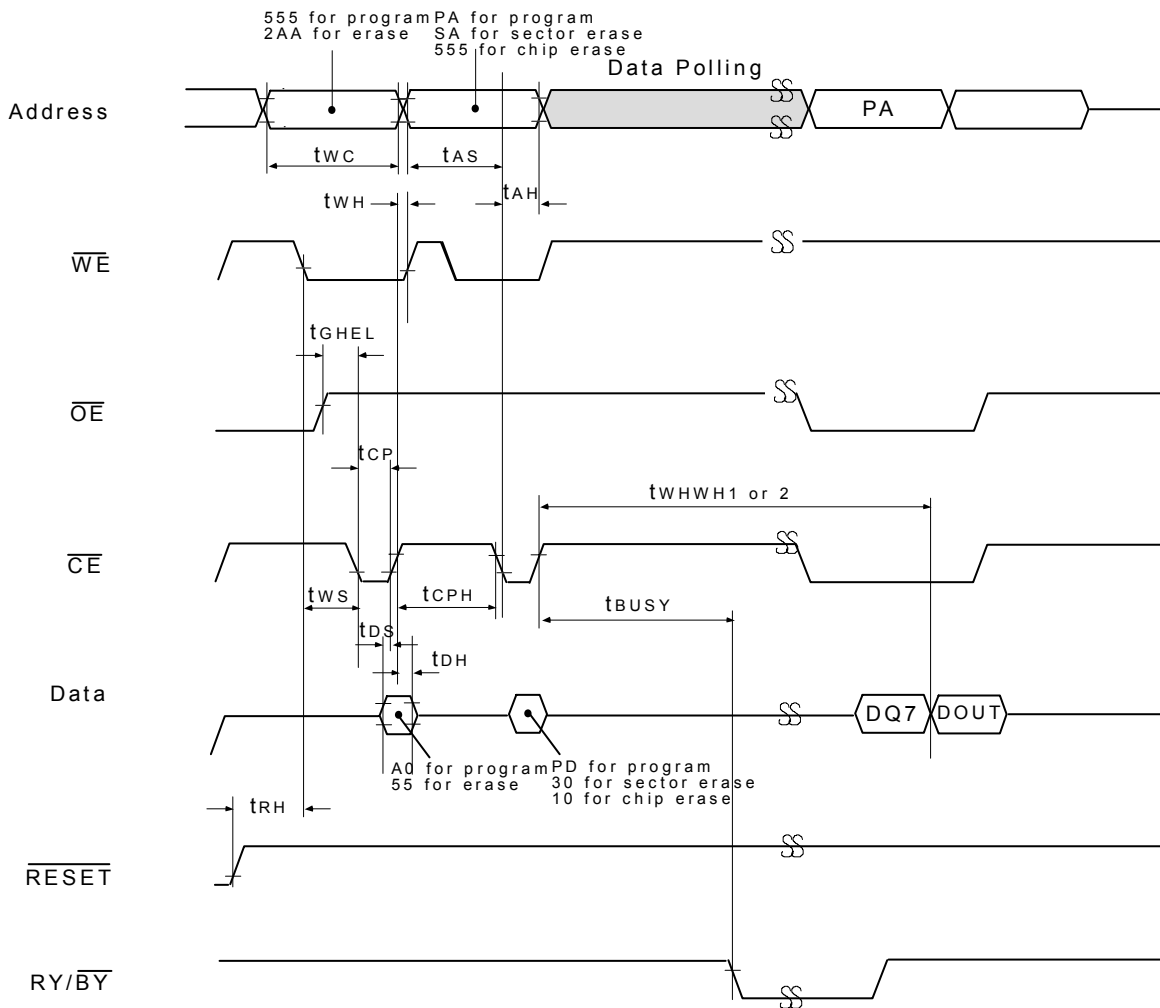 555 for program
2AA for erase
PA for program
SA for sector erase
555 for chip erase
Data Polling
Address
PA
tWC
tAS
tWH
tAH
WE
tGHEL
OE
tCP
tWHWH1 or 2
CE
tWS
tCPH
tBUSY
tDS
tDH
Data
DQ7
DOUT
A0 for program
55 for erase
PD for program
30 for sector erase
10 for chip erase
tRH
RESET
RY/BY